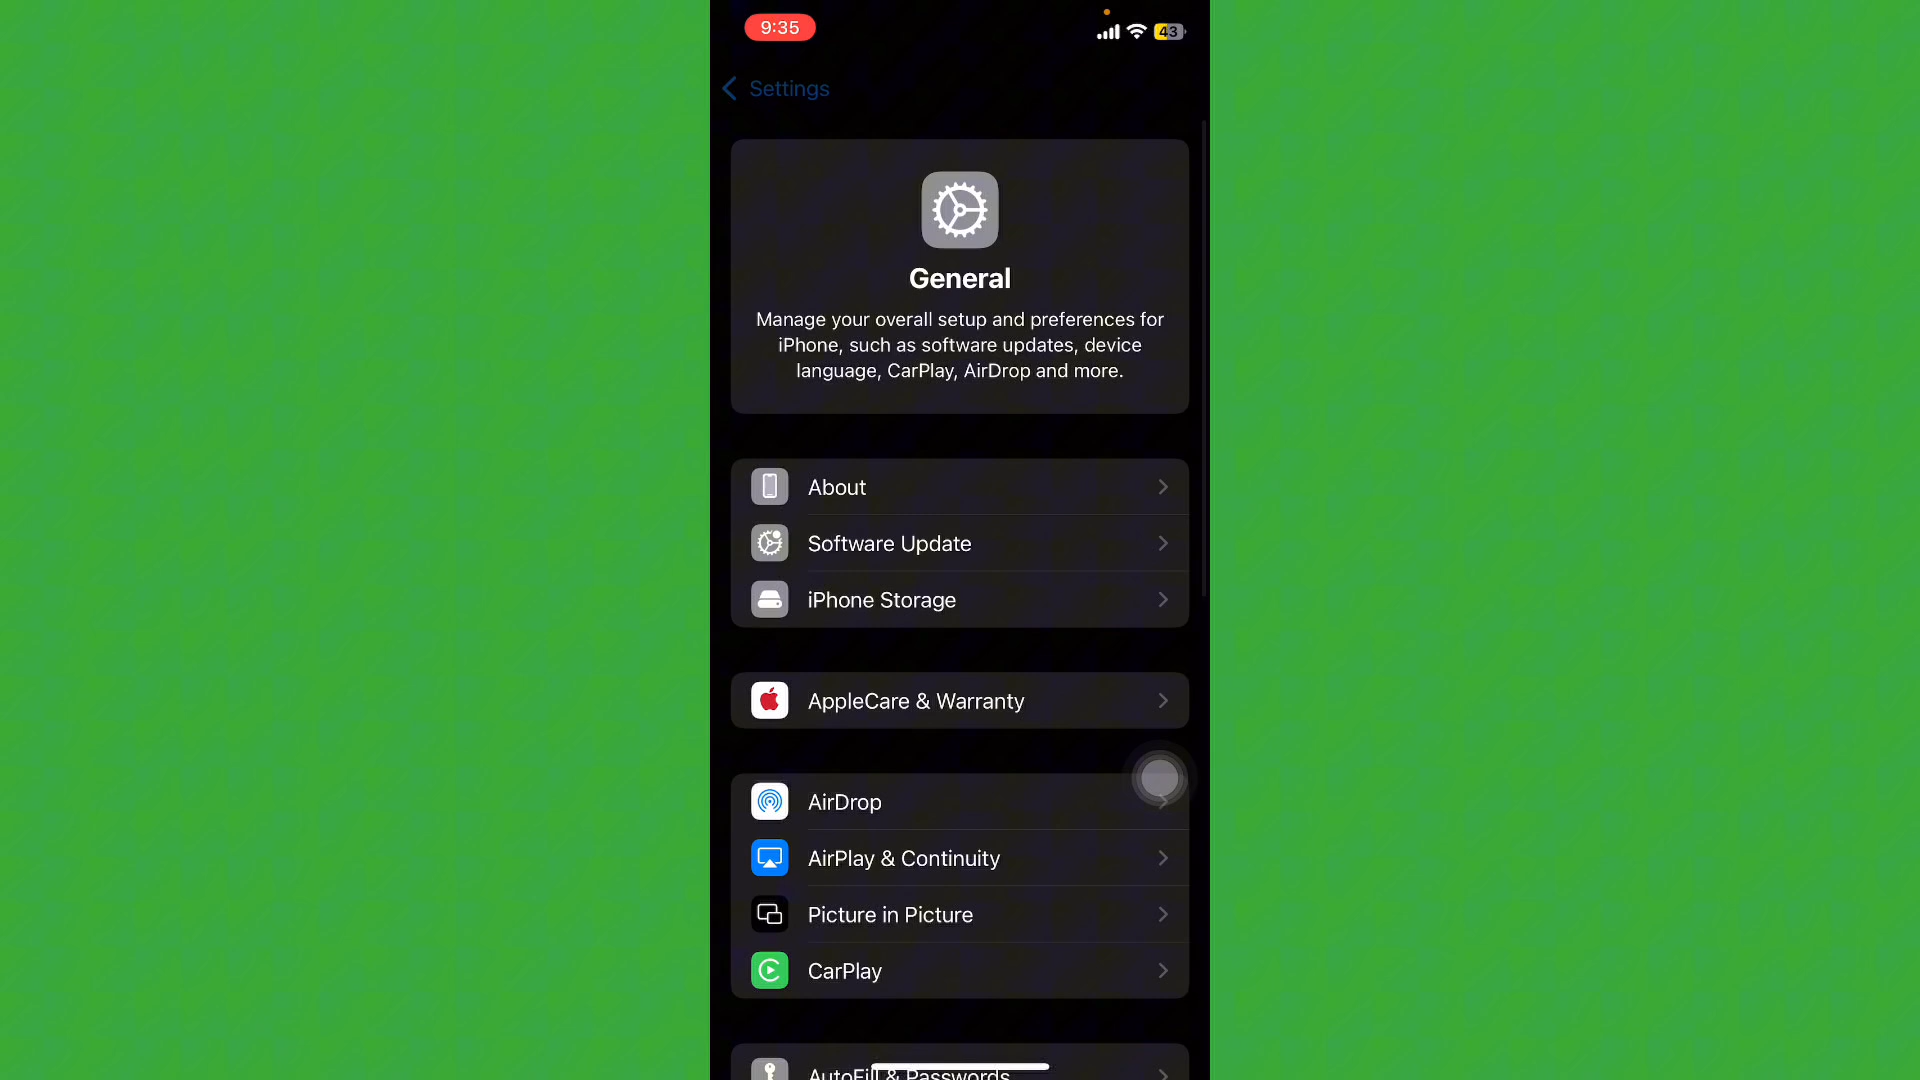 9:35
43
Settings
General
Manage your overall setup and preferences for
iPhone, such as software updates, device
language, CarPlay, AirDrop and more.
About
Software Update
iPhone Storage
AppleCare & Warranty
AirDrop
AirPlay & Continuity
Picture in Picture
CarPlay
AutoFill & Passwords